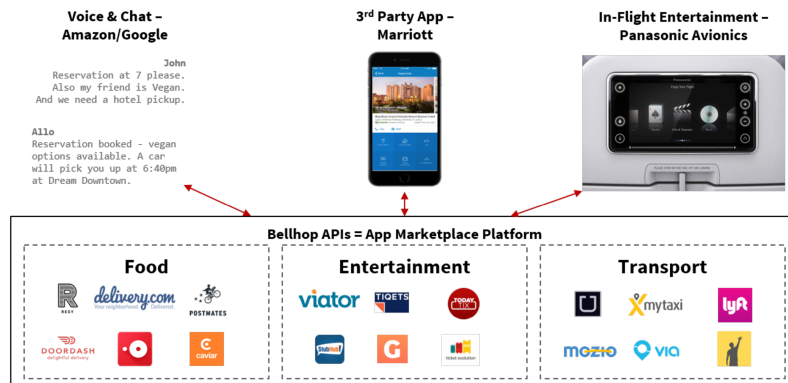 Voice & Chat –
Amazon/Google
3rd Party App –
Marriott
In-Flight Entertainment –
Panasonic Avionics
John
Reservation at 7 please.
Also my friend is Vegan.
And we need a hotel pickup.
Allo
Reservation booked - vegan
options available. A car
will pick you up at 6:40pm
at Dream Downtown.
Panasonic
Bellhop APIs = App Marketplace Platform
Food
RESY
delivery.com
Your neighborhood. Delivered.
POSTMATES
DOORDASH
delightful delivery
caviar
Entertainment
viator
TIQETS
TODAY
TIX
StubHub!
G
ticket evolution
Transport
U
mytaxi
lyft
mozio
via